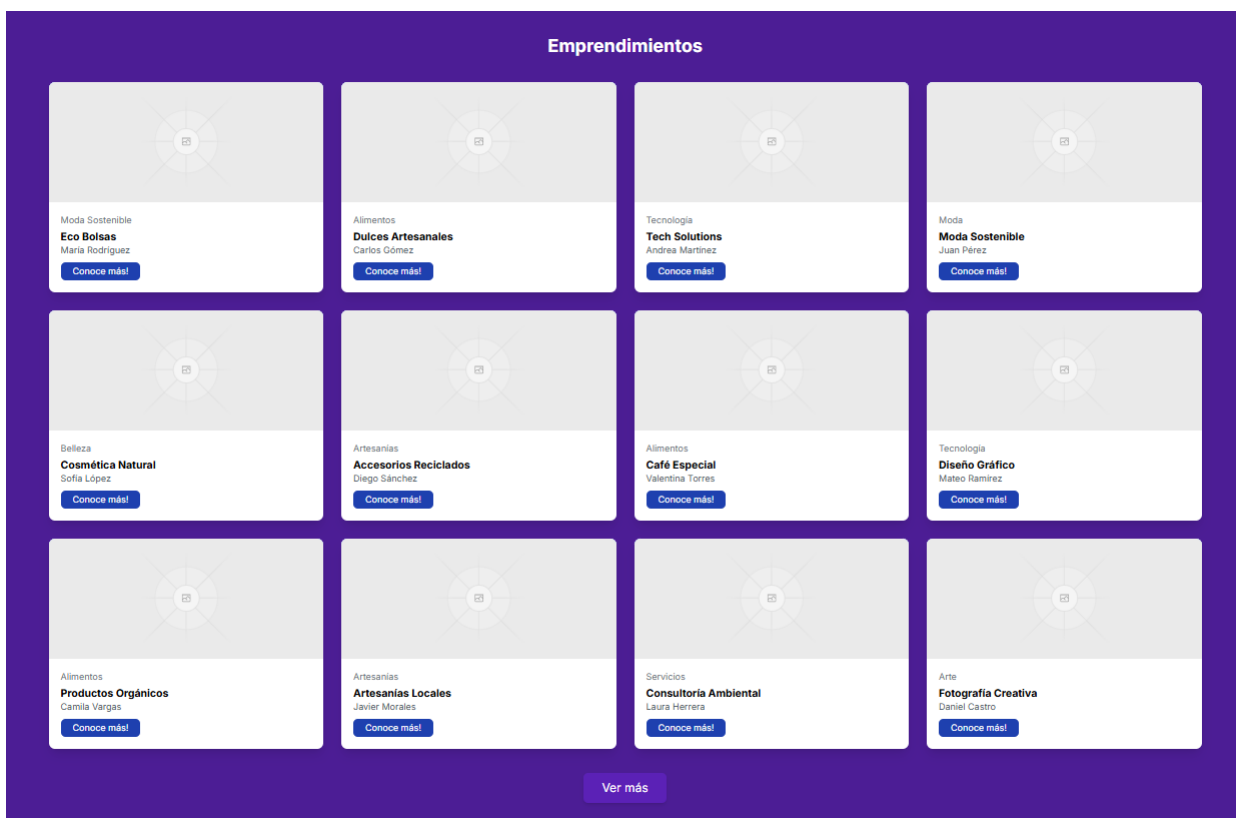 Emprendimientos
Moda Sostenible
Eco Bolsas
María Rodríguez
Conoce más!
Alimentos
Dulces Artesanales
Carlos Gómez
Conoce más!
Tecnología
Tech Solutions
Andrea Martínez
Conoce más!
Moda
Moda Sostenible
Juan Pérez
Conoce más!
Belleza
Cosmética Natural
Sofía López
Conoce más!
Artesanías
Accesorios Reciclados
Diego Sánchez
Conoce más!
Alimentos
Café Especial
Valentina Torres
Conoce más!
Tecnología
Diseño Gráfico
Mateo Ramírez
Conoce más!
Alimentos
Productos Orgánicos
Camila Vargas
Conoce más!
Artesanías
Artesanías Locales
Javier Morales
Conoce más!
Servicios
Consultoría Ambiental
Laura Herrera
Conoce más!
Arte
Fotografía Creativa
Daniel Castro
Conoce más!
Ver más